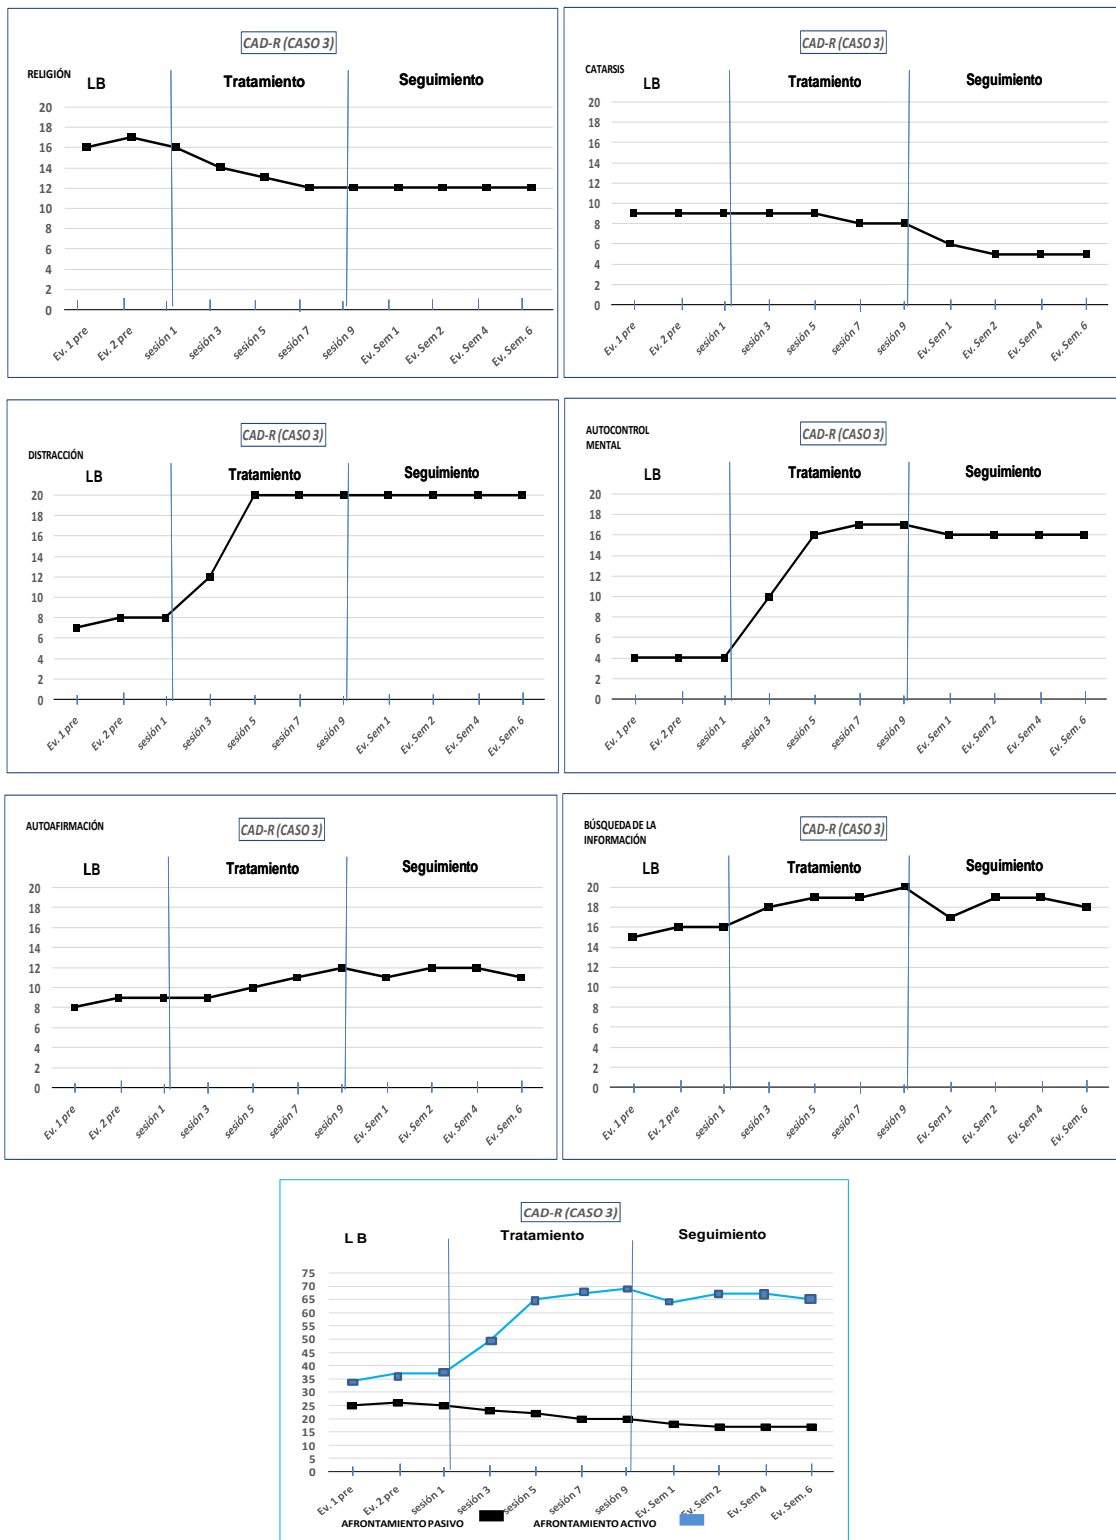 CAD-R (CASO 3)
RELIGIÓN
LB
Tratamiento
Seguimiento
20
18
16
14
12
10
8
6
4
2
0
Ev. 1 pre
Ev. 2 pre
sesión 1
sesión 3
sesión 5
sesión 7
sesión 9
Ev. Sem 1
Ev. Sem 2
Ev. Sem 4
Ev. Sem. 6
CAD-R (CASO 3)
CATARSIS
LB
Tratamiento
Seguimiento
20
18
16
14
12
10
8
6
4
2
0
Ev. 1 pre
Ev. 2 pre
sesión 1
sesión 3
sesión 5
sesión 7
sesión 9
Ev. Sem 1
Ev. Sem 2
Ev. Sem 4
Ev. Sem. 6
CAD-R (CASO 3)
DISTRACCIÓN
LB
Tratamiento
Seguimiento
20
18
16
14
12
10
8
6
4
2
0
Ev. 1 pre
Ev. 2 pre
sesión 1
sesión 3
sesión 5
sesión 7
sesión 9
Ev. Sem 1
Ev. Sem 2
Ev. Sem 4
Ev. Sem. 6
AUTOCONTROL
MENTAL
CAD-R (CASO 3)
LB
Tratamiento
Seguimiento
20
18
16
14
12
10
8
6
4
2
0
Ev. 1 pre
Ev. 2 pre
sesión 1
sesión 3
sesión 5
sesión 7
sesión 9
Ev. Sem 1
Ev. Sem 2
Ev. Sem 4
Ev. Sem. 6
AUTOAFIRMACIÓN
CAD-R (CASO 3)
LB
Tratamiento
Seguimiento
20
18
16
14
12
10
8
6
4
2
0
Ev. 1 pre
Ev. 2 pre
sesión 1
sesión 3
sesión 5
sesión 7
sesión 9
Ev. Sem 1
Ev. Sem 2
Ev. Sem 4
Ev. Sem. 6
BÚSQUEDA DE LA
INFORMACIÓN
CAD-R (CASO 3)
LB
Tratamiento
Seguimiento
20
18
16
14
12
10
8
6
4
2
0
Ev. 1 pre
Ev. 2 pre
sesión 1
sesión 3
sesión 5
sesión 7
sesión 9
Ev. Sem 1
Ev. Sem 2
Ev. Sem 4
Ev. Sem. 6
CAD-R (CASO 3)
L B
Tratamiento
Seguimiento
75
70
65
60
55
50
45
40
35
30
25
20
15
10
5
0
Ev. 1 pre
Ev. 2 pre
sesión 1
sesión 3
sesión 5
sesión 7
sesión 9
Ev. Sem 1
Ev. Sem 2
Ev. Sem 4
Ev. Sem. 6
AFRONTAMIENTO PASIVO
AFRONTAMIENTO ACTIVO